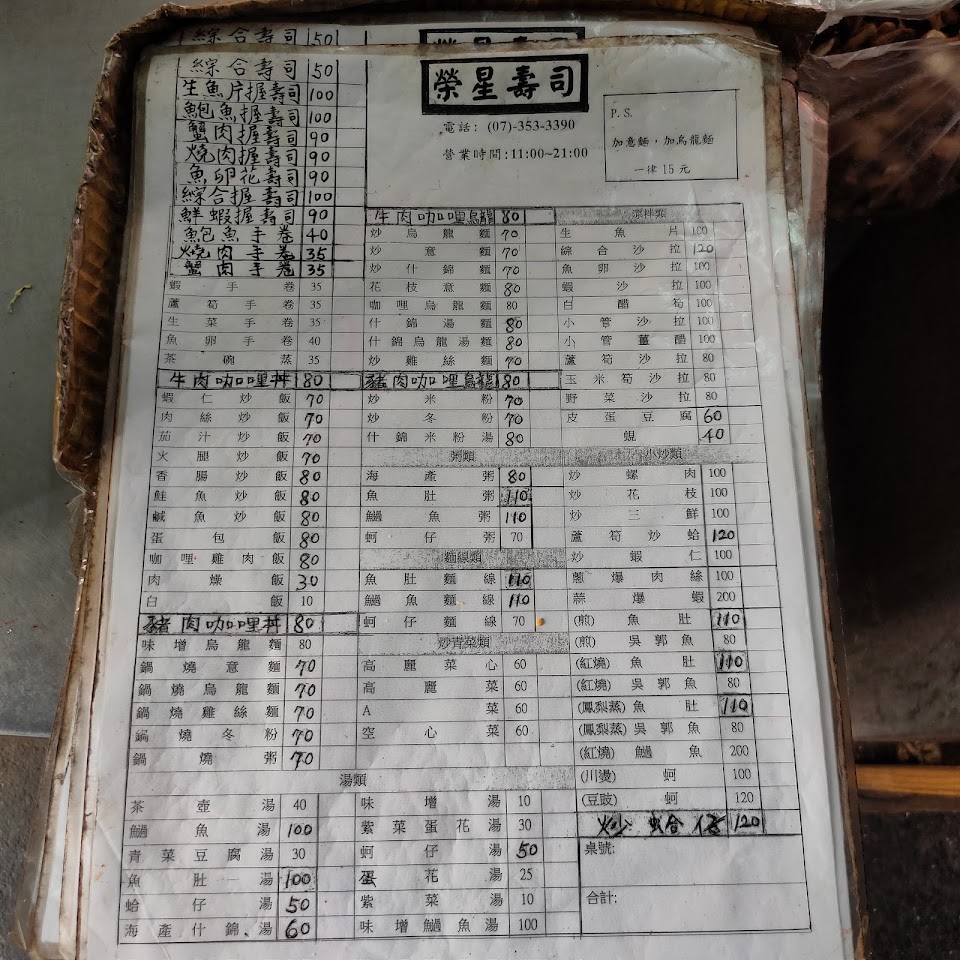 綜合壽司 50
榮星壽司
電話: (07)-353-3390
營業時間:11:00~21:00
P.S.
加意麵,加烏龍麵
一律 15 元
綜合壽司 50
生魚片握壽司 100
鮑魚握壽司 100
蟹肉握壽司 90
燒肉握壽司 90
魚卵花壽司 90
綜合握壽司 100
鮮蝦握壽司 90
鮑魚手卷 40
燒肉手卷 35
蟹肉手卷 35
蝦手卷 35
蘆筍手卷 35
生菜手卷 35
魚卵手卷 40
茶碗蒸 35
牛肉咖哩丼 80
蝦仁炒飯 70
肉絲炒飯 70
茄汁炒飯 70
火腿炒飯 70
香腸炒飯 80
鮭魚炒飯 80
鹹魚炒飯 80
蛋包飯 80
咖哩雞肉飯 80
肉燥飯 30
白飯 10
豬肉咖哩丼 80
味增烏龍麵 80
鍋燒意麵 70
鍋燒烏龍麵 70
鍋燒雞絲麵 70
鍋燒冬粉 70
鍋燒粥 70
牛肉咖哩烏龍 80
炒烏龍麵 70
炒意麵 70
炒什錦麵 70
花枝意麵 80
咖哩烏龍麵 80
什錦湯麵 80
什錦烏龍湯麵 80
炒雞絲麵 70
豬肉咖哩烏龍 80
炒米粉 70
炒冬粉 70
什錦米粉湯 80
粥類
海產粥 80
魚肚粥 110
鱺魚粥 110
蚵仔粥 70
麵線類
魚肚麵線 110
鱺魚麵線 110
蚵仔麵線 70
炒青菜類
高麗菜心 60
高麗菜 60
A菜 60
空心菜 60
涼拌類
生魚片 100
綜合沙拉 120
魚卵沙拉 100
蝦沙拉 100
白醋筍 100
小管沙拉 100
小管薑醋 100
蘆筍沙拉 80
玉米筍沙拉 80
野菜沙拉 80
皮蛋豆腐 60
蜆 40
小炒類
炒螺肉 100
炒花枝 100
炒三鮮 100
蘆筍炒蛤 120
炒蝦仁 100
蔥爆肉絲 100
蒜爆蝦 200
(煎)魚肚 110
(煎)吳郭魚 80
(紅燒)魚肚 110
(紅燒)吳郭魚 80
(鳳梨蒸)魚肚 110
(鳳梨蒸)吳郭魚 80
(紅燒)鱺魚 200
(川燙)蚵 100
(豆豉)蚵 120
炒蛤仔 120
湯類
茶壺湯 40
鱺魚湯 100
青菜豆腐湯 30
魚肚湯 100
蛤仔湯 50
海產什錦湯 60
味增湯 10
紫菜蛋花湯 30
蚵仔湯 50
蛋花湯 25
紫菜湯 10
味增鱺魚湯 100
桌號:
合計: